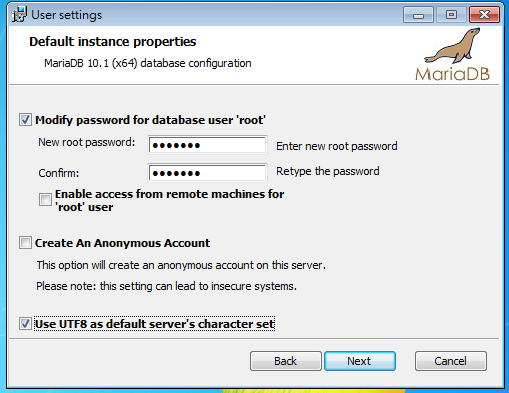 User settings
Default instance properties
MariaDB 10.1 (x64) database configuration
MariaDB
Modify password for database user 'root'
New root password: ●●●●●●● Enter new root password
Confirm: ●●●●●●● Retype the password
Enable access from remote machines for
'root' user
Create An Anonymous Account
This option will create an anonymous account on this server.
Please note: this setting can lead to insecure systems.
Use UTF8 as default server's character set
Back Next Cancel